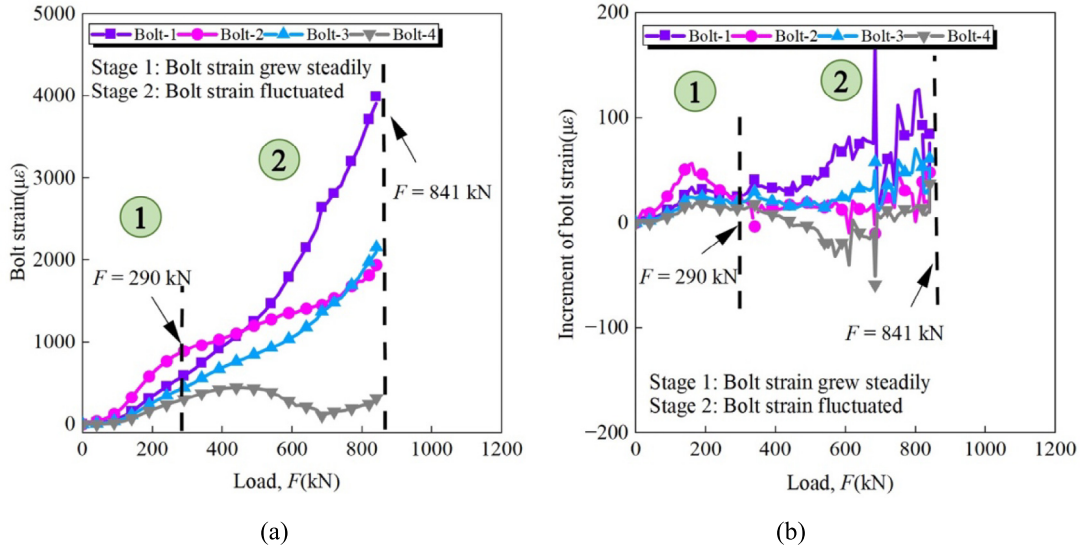 5000
Bolt-1 Bolt-2 Bolt-3 Bolt-4
Stage 1: Bolt strain grew steadily
Stage 2: Bolt strain fluctuated
4000
2
3000
F = 841 kN
1
2000
F = 290 kN
1000
0
0 200 400 600 800 1000 1200
Bolt strain(με)
Load, F(kN)
(a)
200
Bolt-1 Bolt-2 Bolt-3 Bolt-4
1
2
100
0
F = 290 kN
−100
F = 841 kN
Stage 1: Bolt strain grew steadily
Stage 2: Bolt strain fluctuated
−200
0 200 400 600 800 1000 1200
Increment of bolt strain(με)
Load, F(kN)
(b)